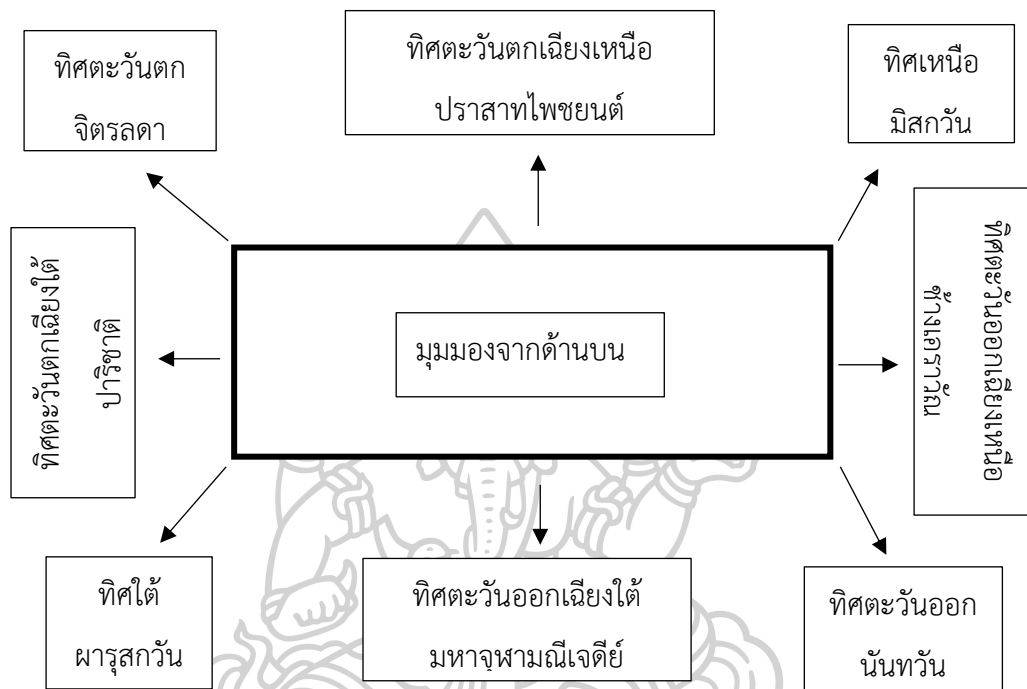 ทิศตะวันตก
จิตรลดา
ทิศตะวันตกเฉียงเหนือ
ปราสาทไพชยนต์
ทิศเหนือ
มิสกวัน
ทิศตะวันตกเฉียงใต้
ปาริชาติ
มุมมองจากด้านบน
ทิศตะวันออกเฉียงเหนือ
ช้างเอราวัณ
ทิศใต้
ผารุสกวัน
ทิศตะวันออกเฉียงใต้
มหาจุฬามณีเจดีย์
ทิศตะวันออก
นันทวัน